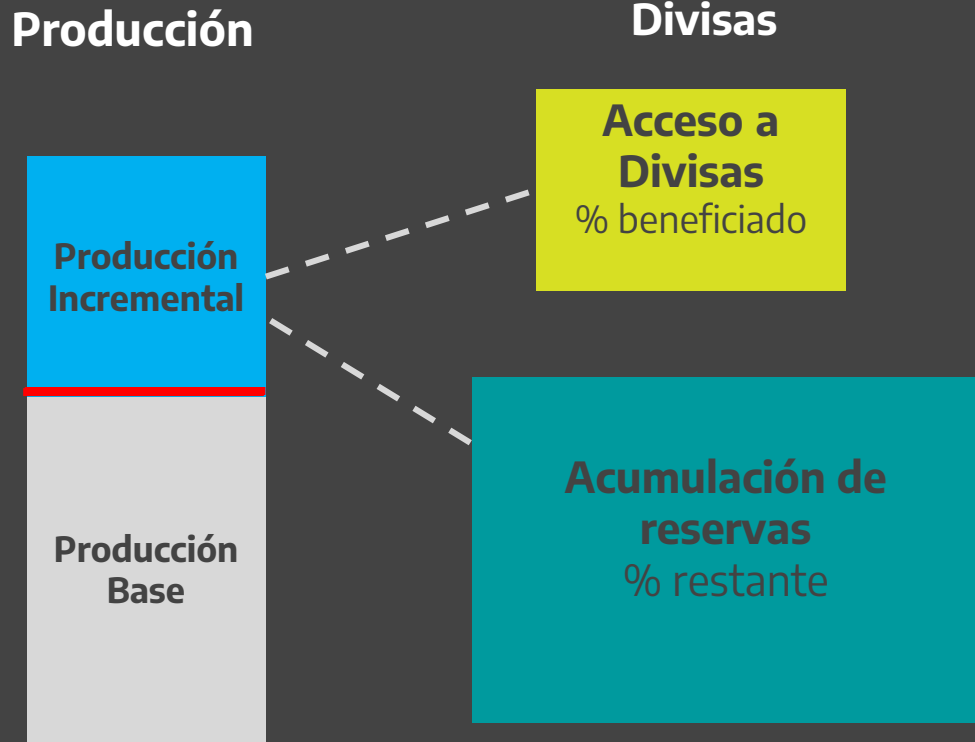 Producción
Divisas
Acceso a
Divisas
% beneficiado
Producción
Incremental
Acumulación de
reservas
% restante
Producción
Base